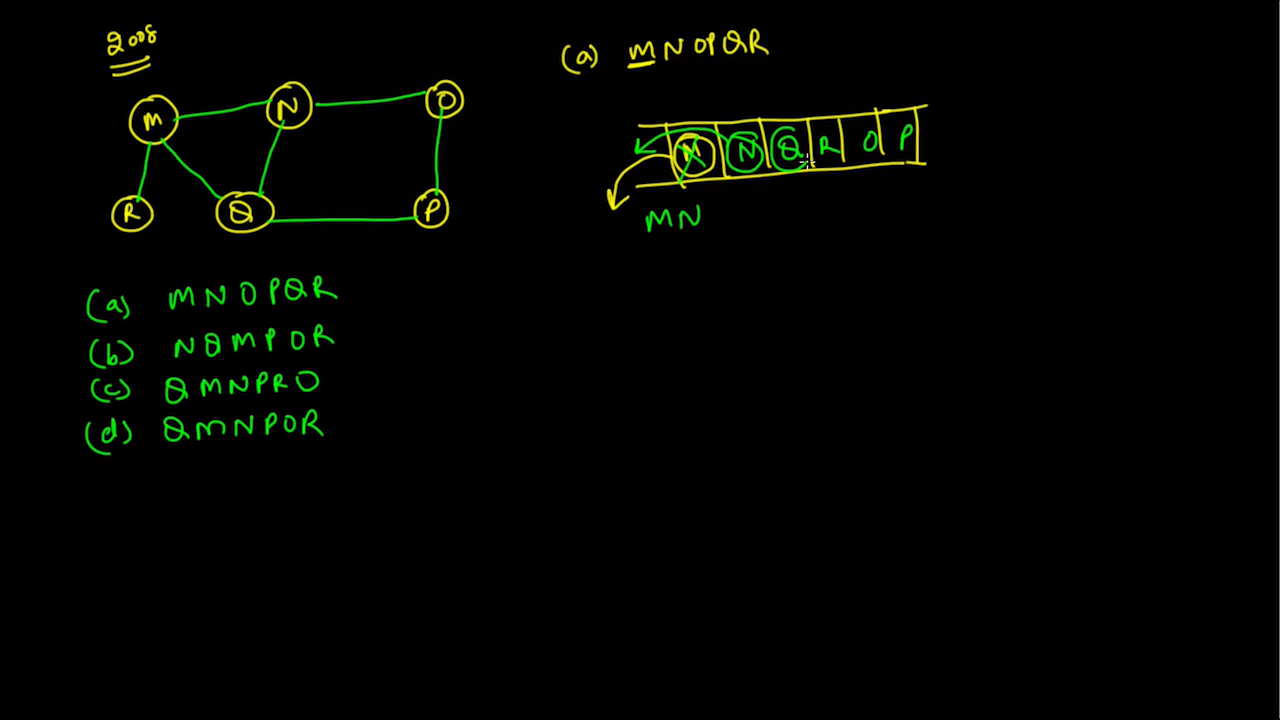 2008
M N O
R Q P
(a) MNOPQR
(b) NQMPOR
(c) QMNPRO
(d) QMNPOR
(a) MNOPQR
M N Q R O P
MN